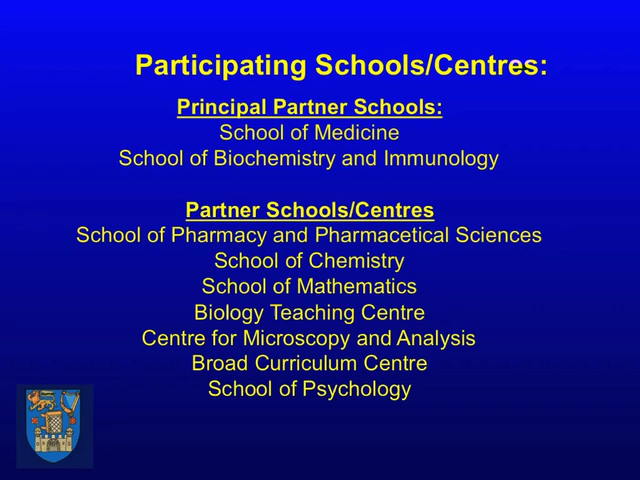 Participating Schools/Centres:
Principal Partner Schools:
School of Medicine
School of Biochemistry and Immunology
Partner Schools/Centres
School of Pharmacy and Pharmacetical Sciences
School of Chemistry
School of Mathematics
Biology Teaching Centre
Centre for Microscopy and Analysis
Broad Curriculum Centre
School of Psychology